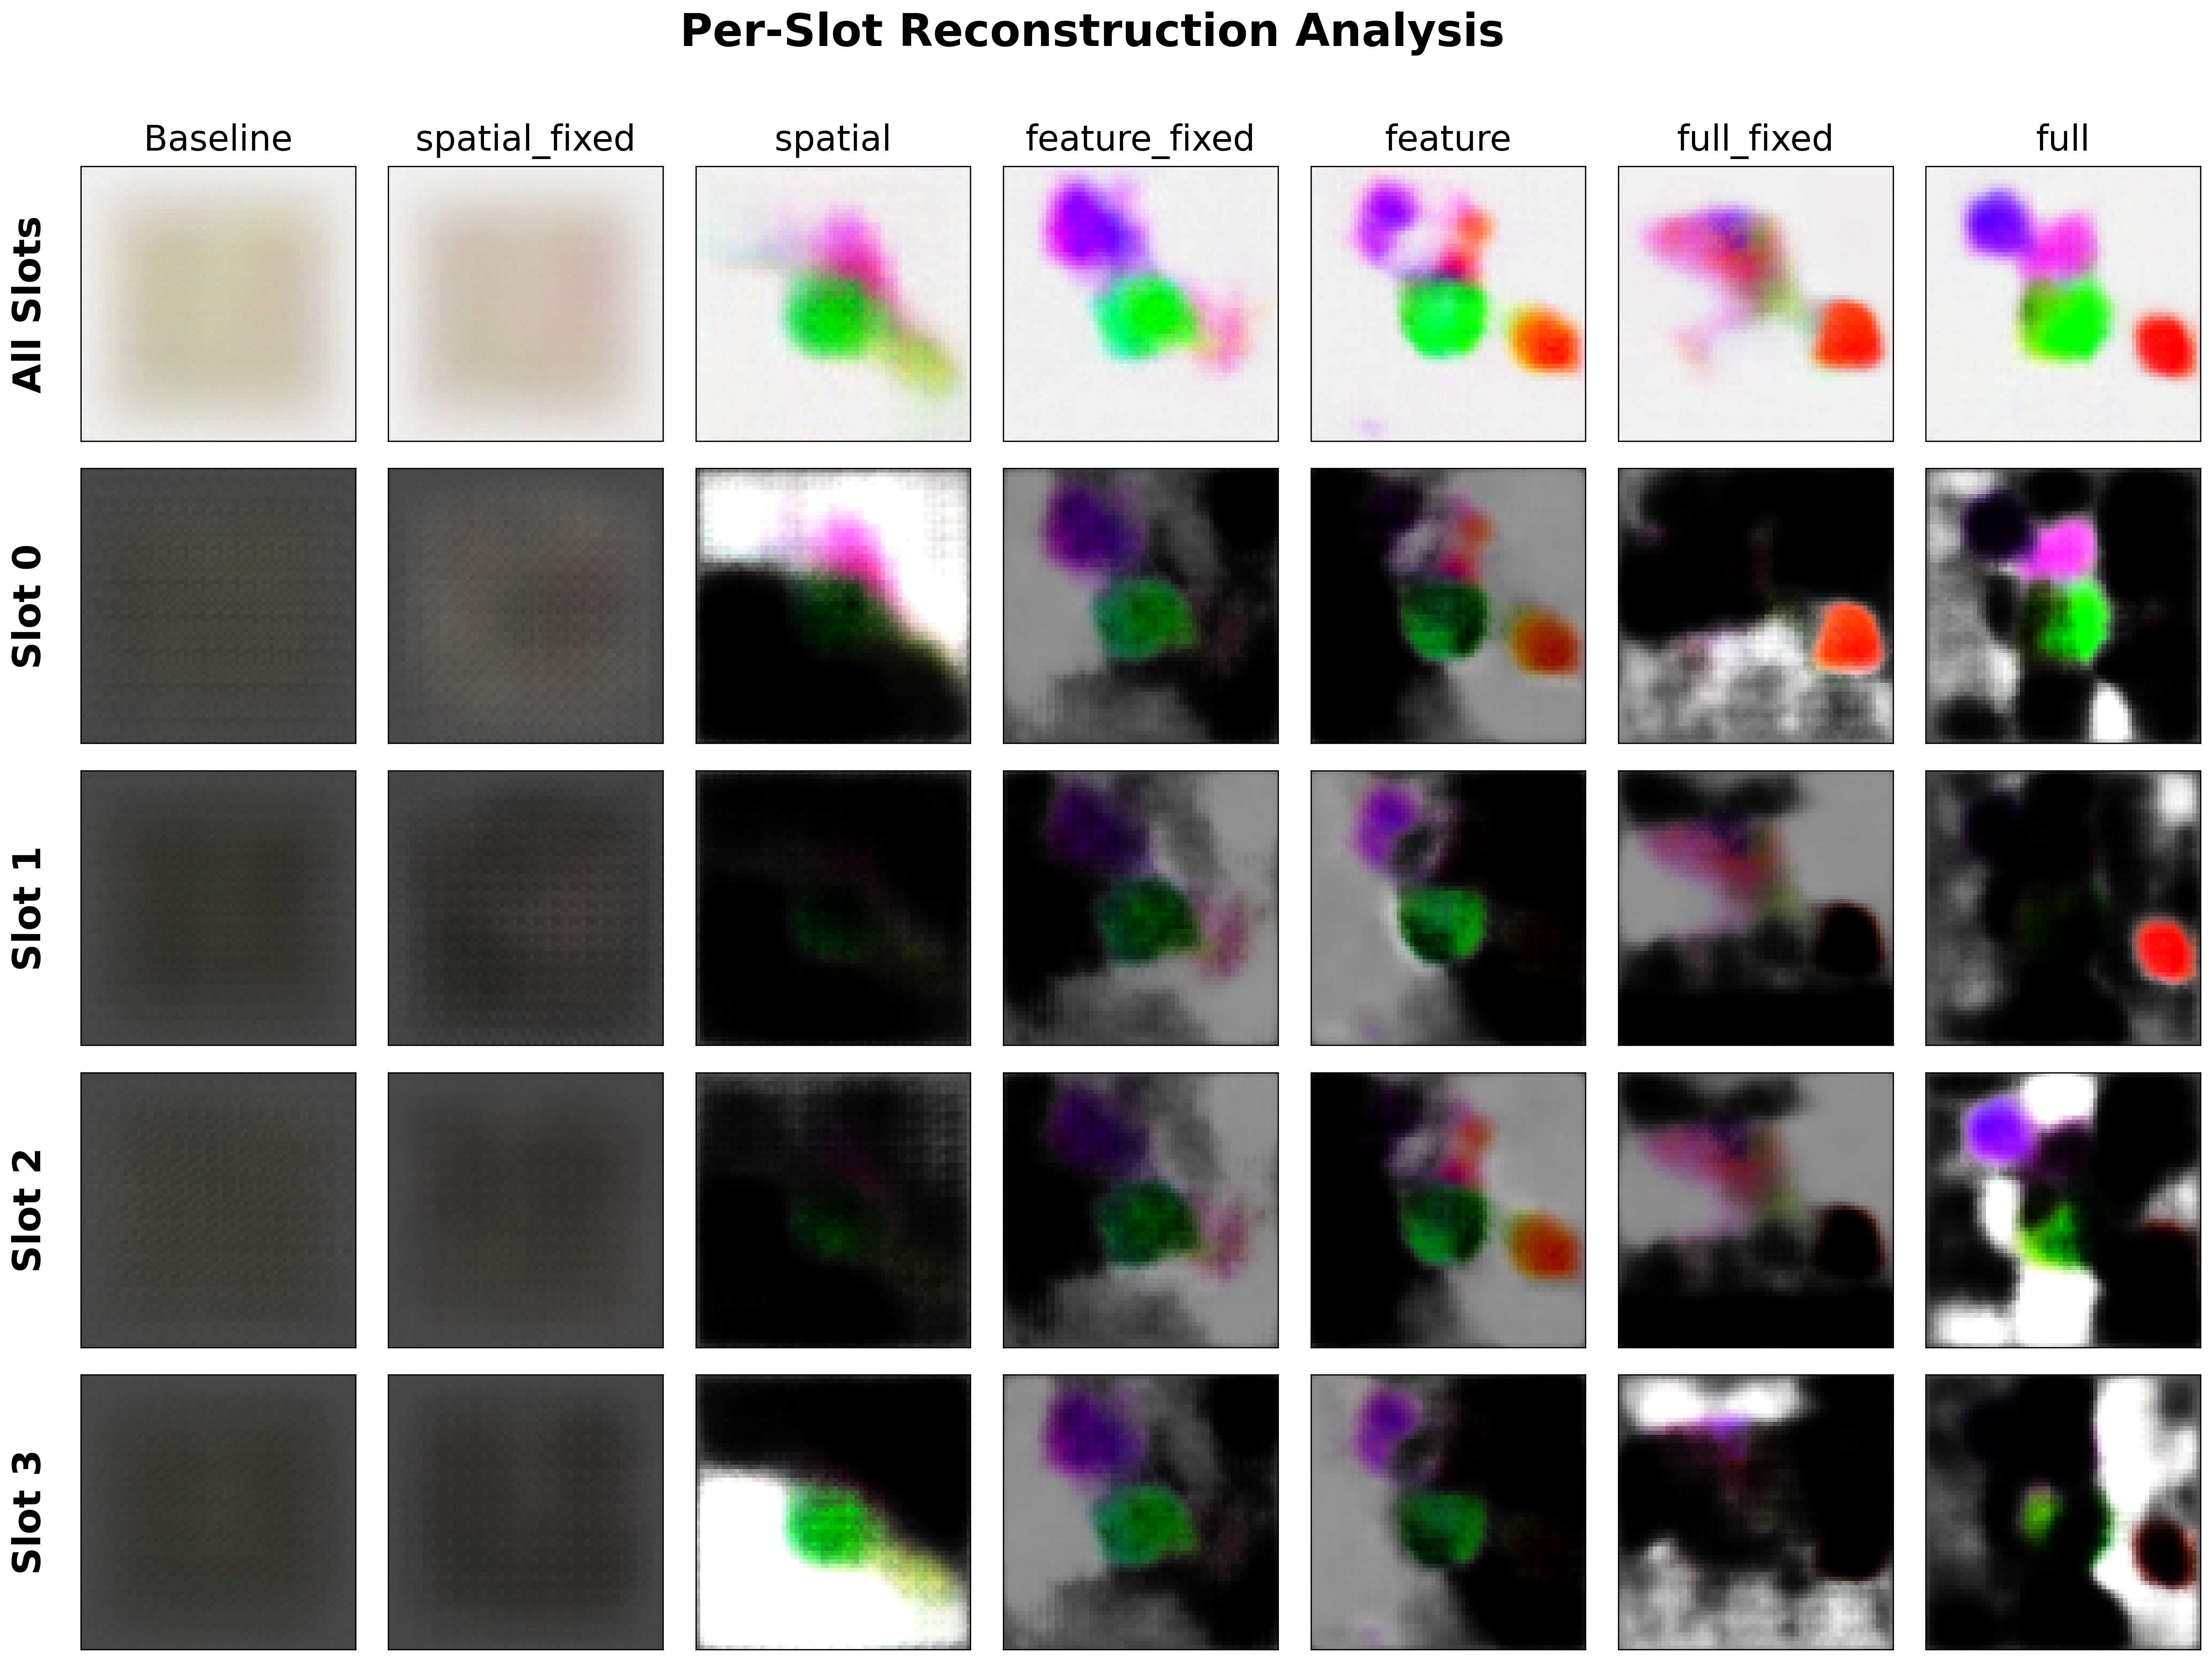 Per-Slot Reconstruction Analysis
Baseline spatial_fixed spatial feature_fixed feature full_fixed full
All Slots
Slot 0
Slot 1
Slot 2
Slot 3